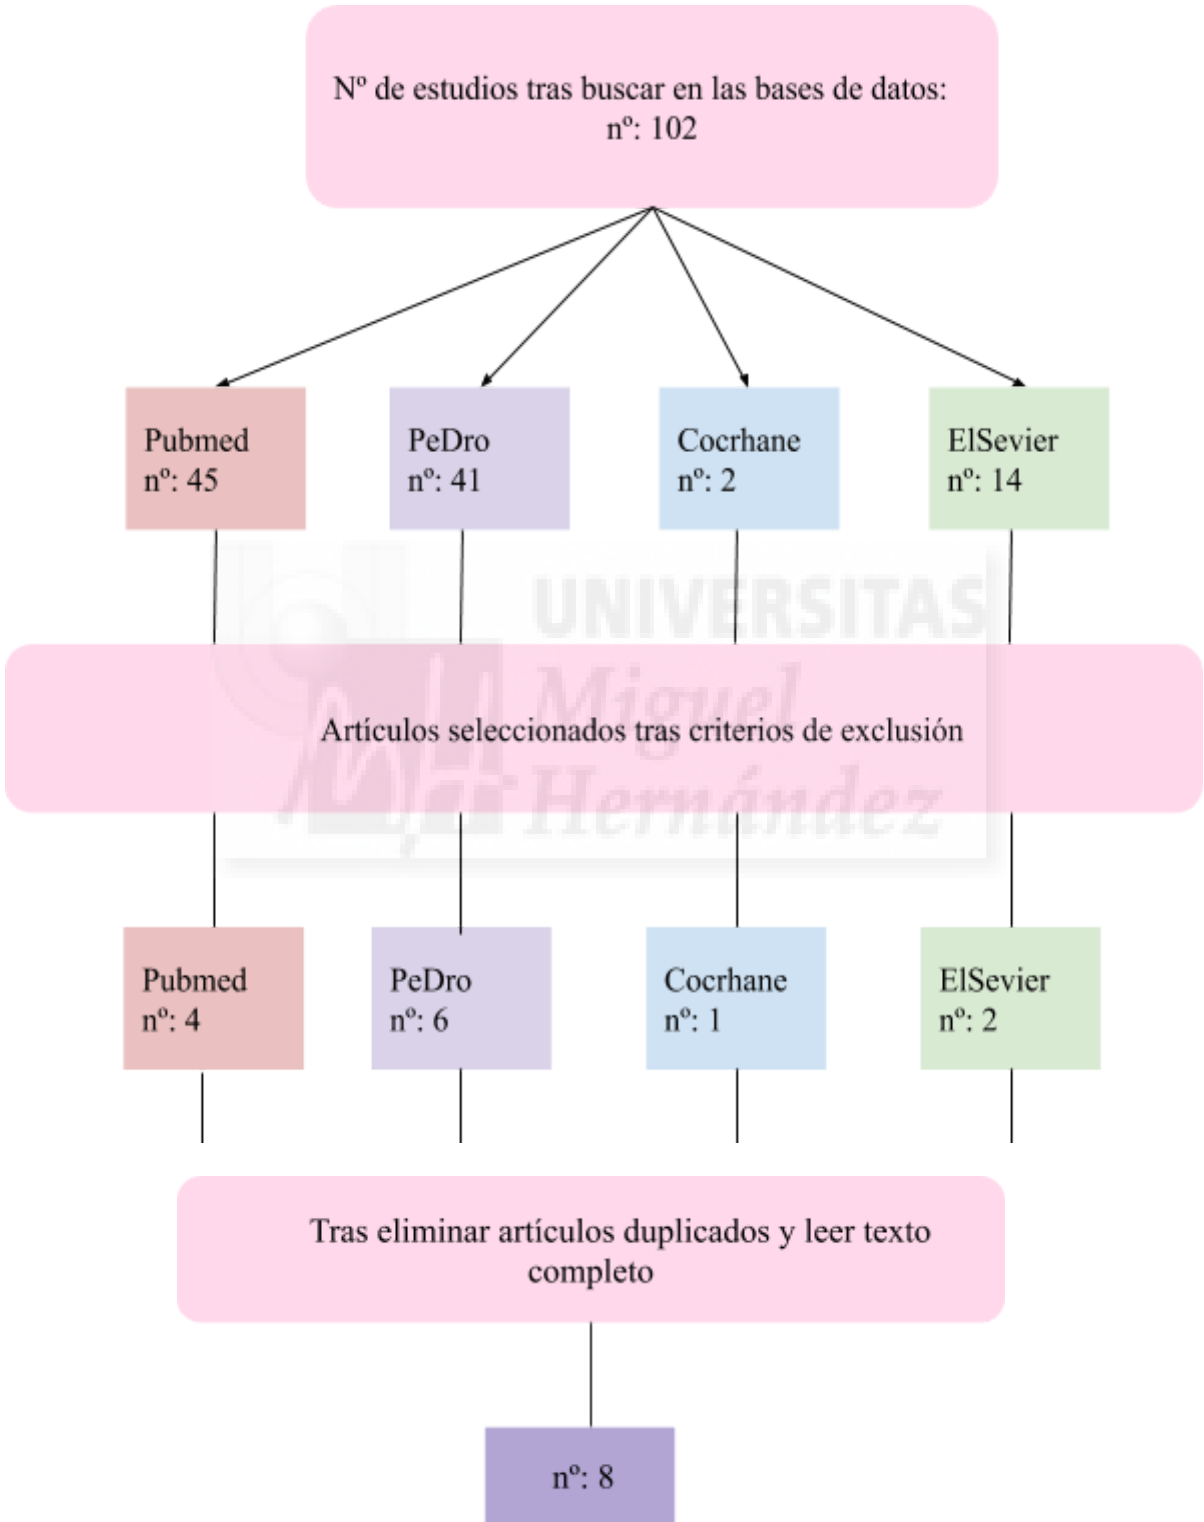 Nº de estudios tras buscar en las bases de datos:
nº: 102
Pubmed
nº: 45
PeDro
nº: 41
Cocrhane
nº: 2
ElSevier
nº: 14
UNIVERSITAS
Miguel
Hernández
Artículos seleccionados tras criterios de exclusión
Pubmed
nº: 4
PeDro
nº: 6
Cocrhane
nº: 1
ElSevier
nº: 2
Tras eliminar artículos duplicados y leer texto
completo
nº: 8